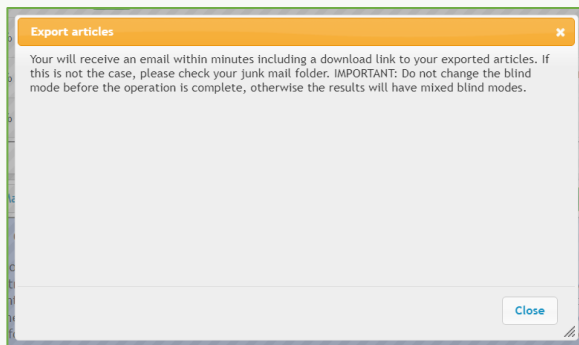 Export articles
Your will receive an email within minutes including a download link to your exported articles. If
this is not the case, please check your junk mail folder. IMPORTANT: Do not change the blind
mode before the operation is complete, otherwise the results will have mixed blind modes.
Close